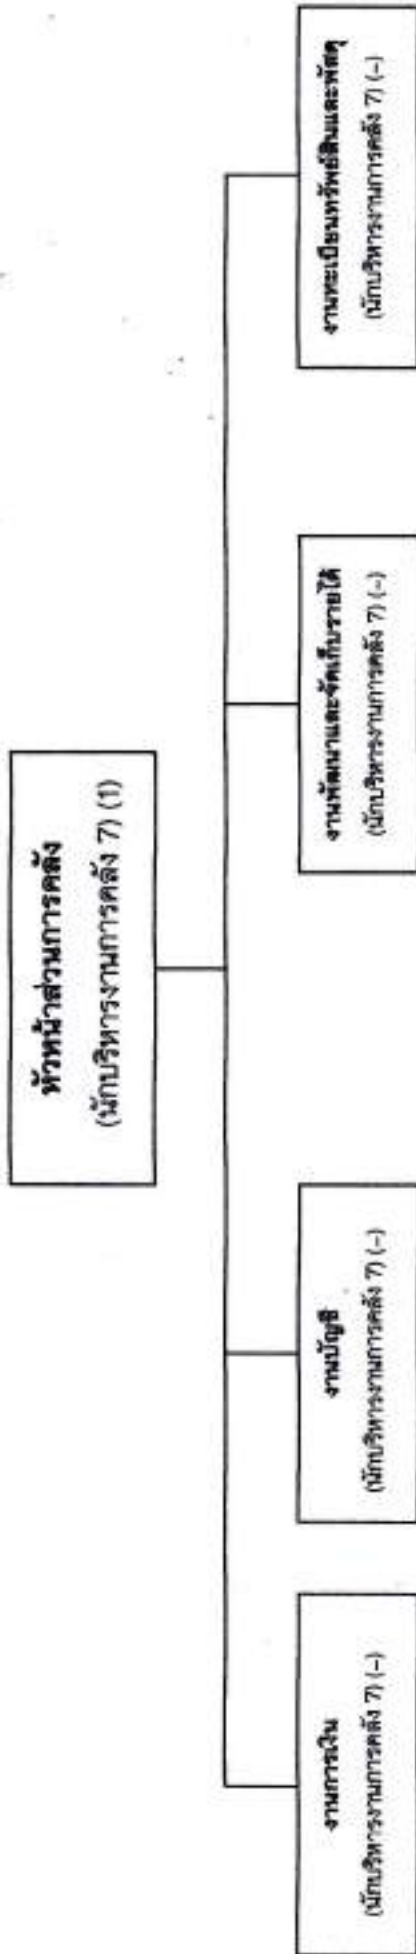 หัวหน้าส่วนการคลัง
(นักบริหารงานการคลัง 7) (1)
งานการเงิน
(นักบริหารงานการคลัง 7) (-)
งานบัญชี
(นักบริหารงานการคลัง 7) (-)
งานพัฒนาและจัดเก็บรายได้
(นักบริหารงานการคลัง 7) (-)
งานทะเบียนทรัพย์สินและพัสดุ
(นักบริหารงานการคลัง 7) (-)